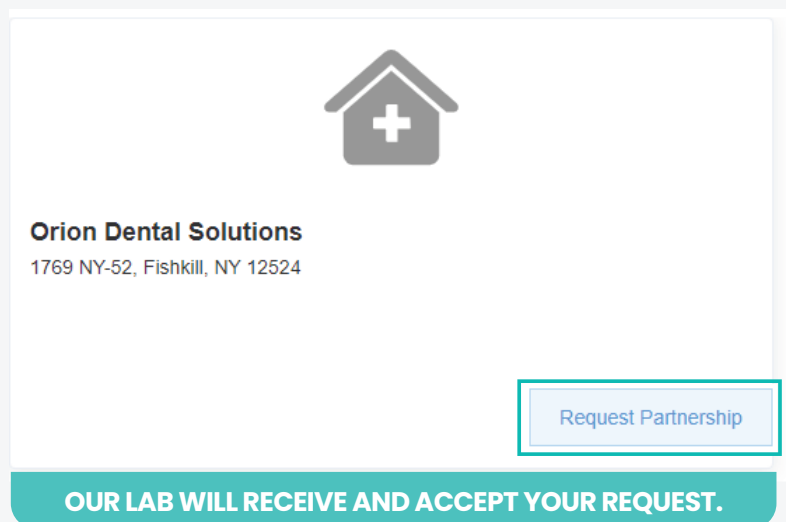 Orion Dental Solutions
1769 NY-52, Fishkill, NY 12524
Request Partnership
OUR LAB WILL RECEIVE AND ACCEPT YOUR REQUEST.